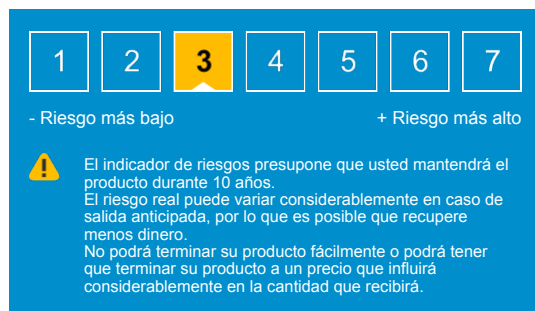 1 2 3 4 5 6 7
- Riesgo más bajo + Riesgo más alto
El indicador de riesgos presupone que usted mantendrá el
producto durante 10 años.
El riesgo real puede variar considerablemente en caso de
salida anticipada, por lo que es posible que recupere
menos dinero.
No podrá terminar su producto fácilmente o podrá tener
que terminar su producto a un precio que influirá
considerablemente en la cantidad que recibirá.